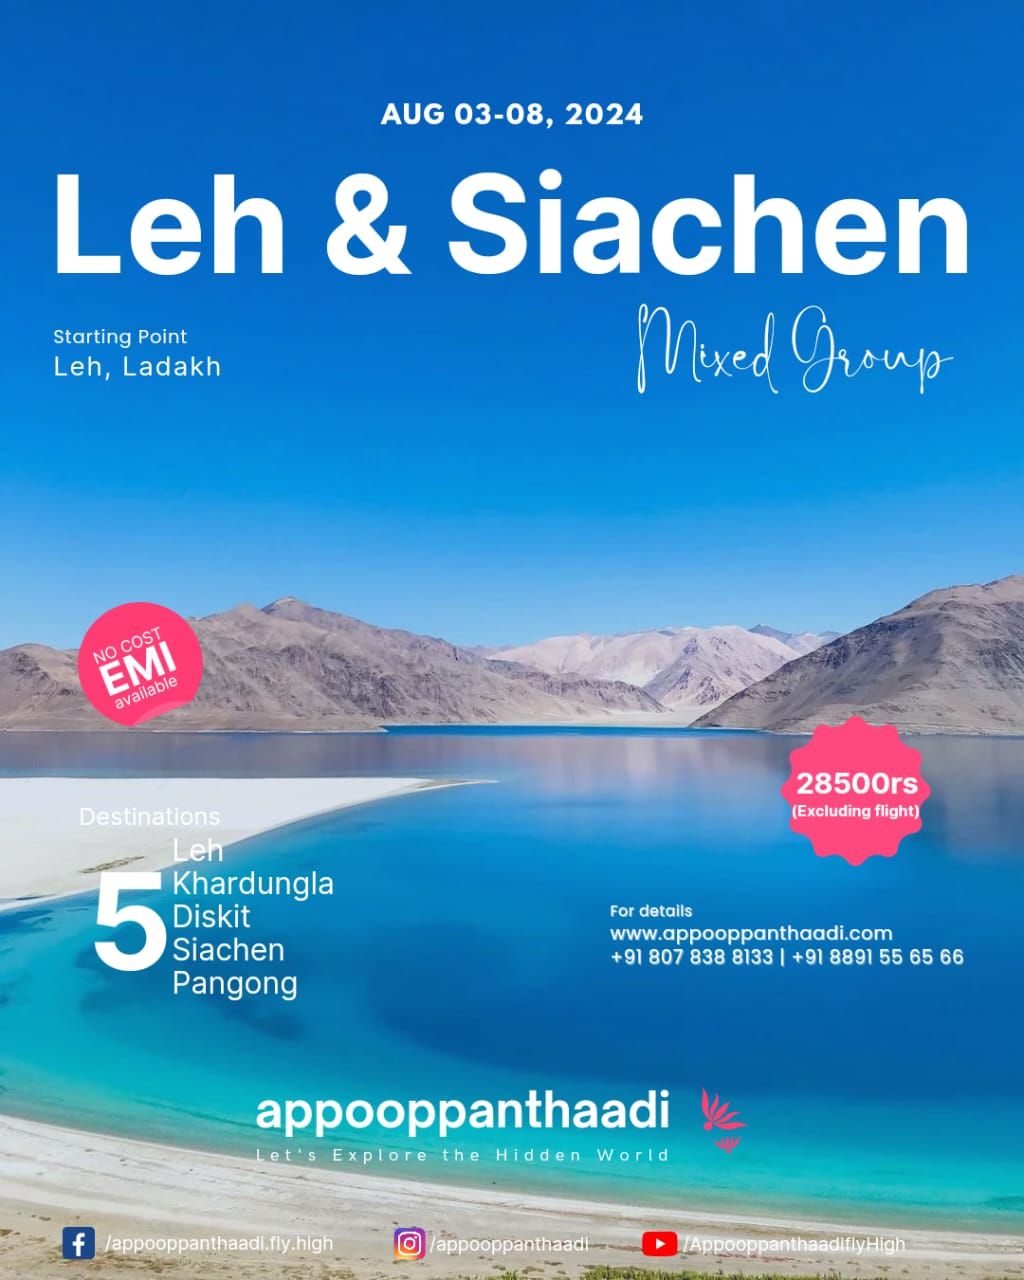 AUG 03-08, 2024
Leh & Siachen
Starting Point
Leh, Ladakh
Mixed Group
NO COST
EMI
available
28500rs
(Excluding flight)
Destinations
5
Leh
Khardungla
Diskit
Siachen
Pangong
For details
www.appooppanthaadi.com
+91 807 838 8133 | +91 8891 55 65 66
appooppanthaadi
Let's Explore the Hidden World
/appooppanthaadi.fly.high
/appooppanthaadi
/AppooppanthaadiflyHigh